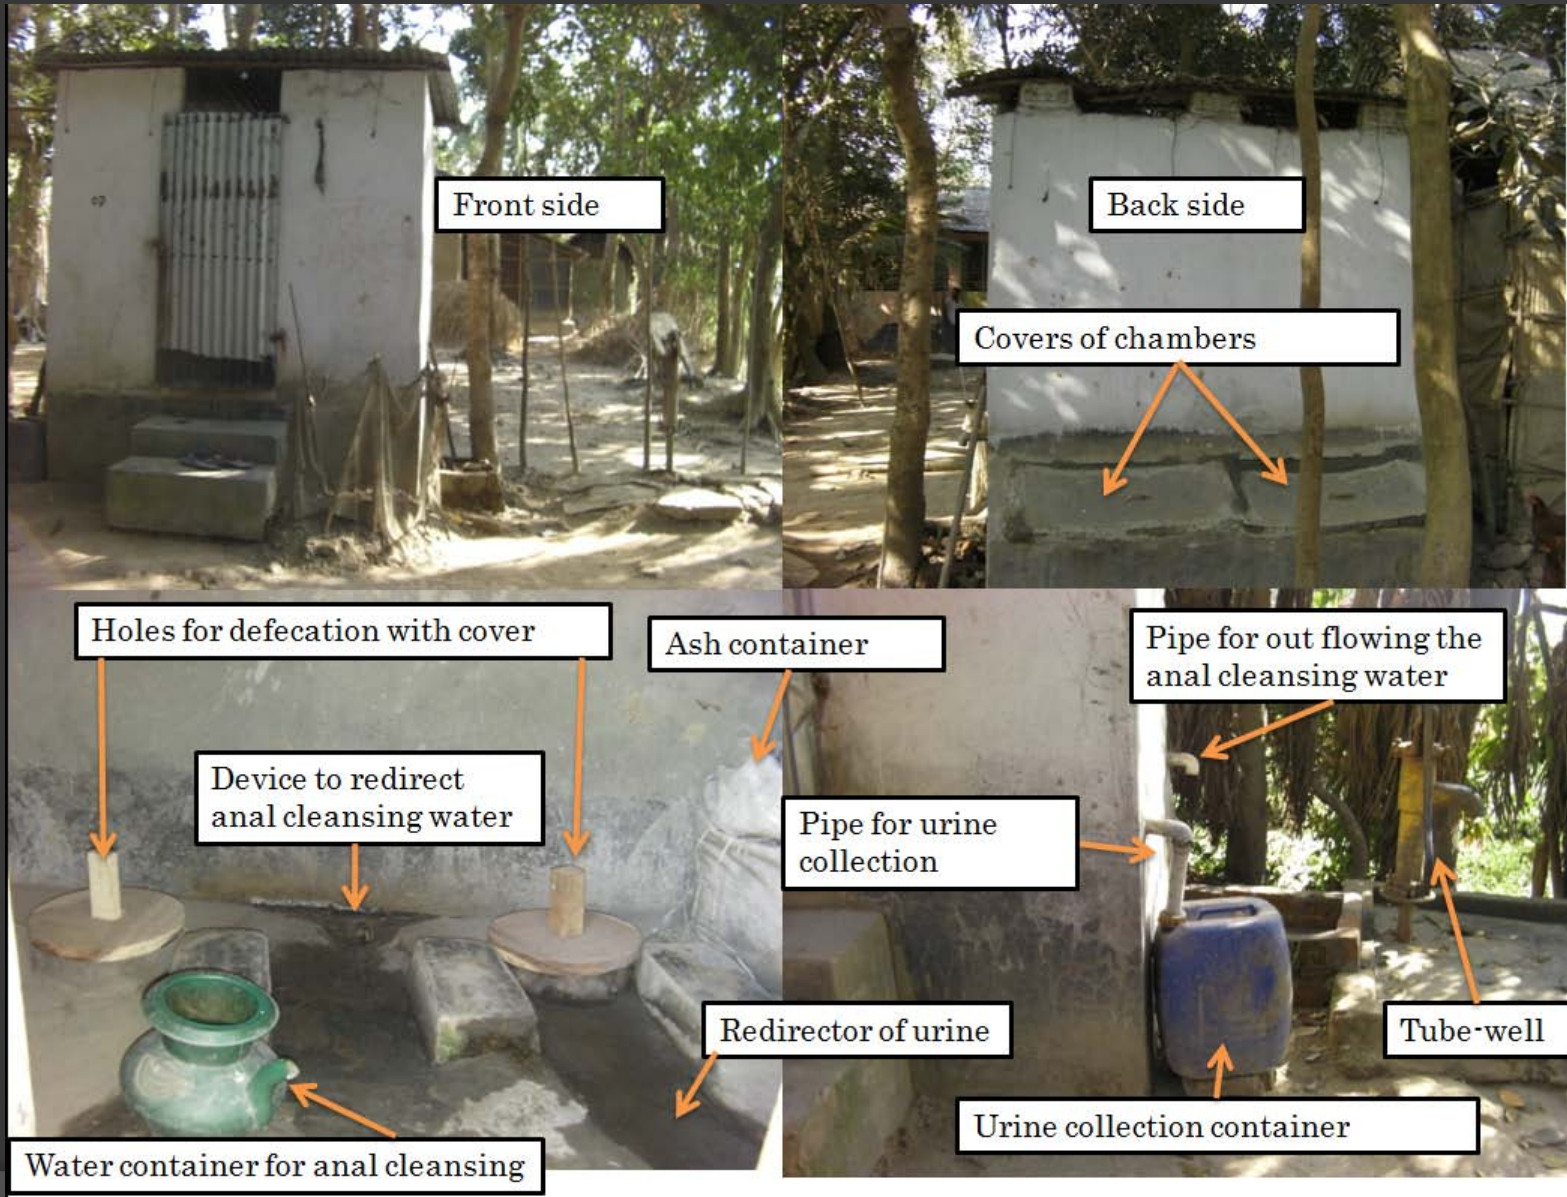 Front side
Back side
Covers of chambers
Holes for defecation with cover
Ash container
Pipe for out flowing the
anal cleansing water
Device to redirect
anal cleansing water
Pipe for urine
collection
Redirector of urine
Tube-well
Urine collection container
Water container for anal cleansing